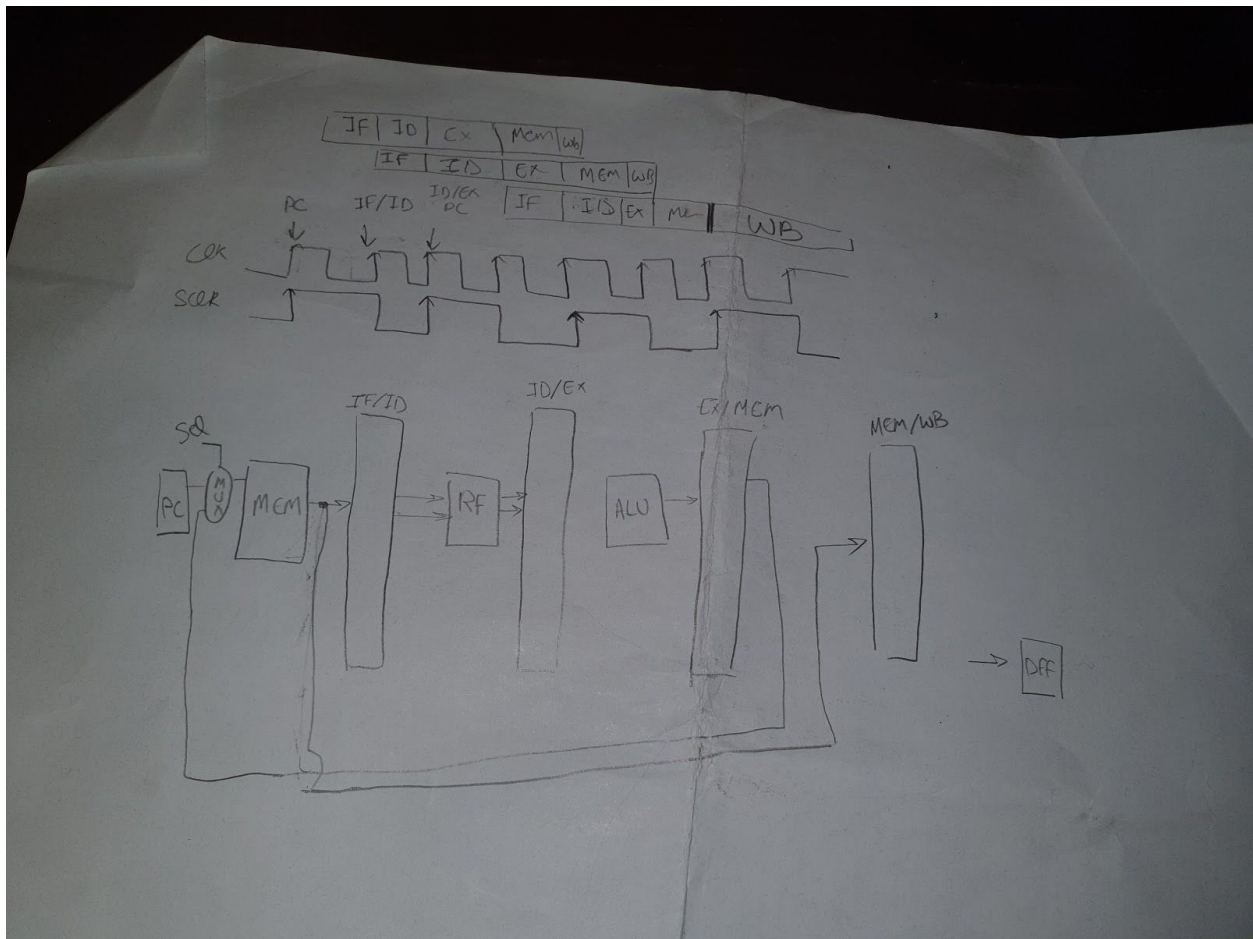 IF ID Ex Mem wb
IF ID EX MEM WB
IF ID EX Mem WB
PC IF/ID ID/EX
PC
CLK
SCLK
IF/ID ID/Ex EX/MEM MEM/WB
Sel
PC MUX MEM RF ALU
DFF